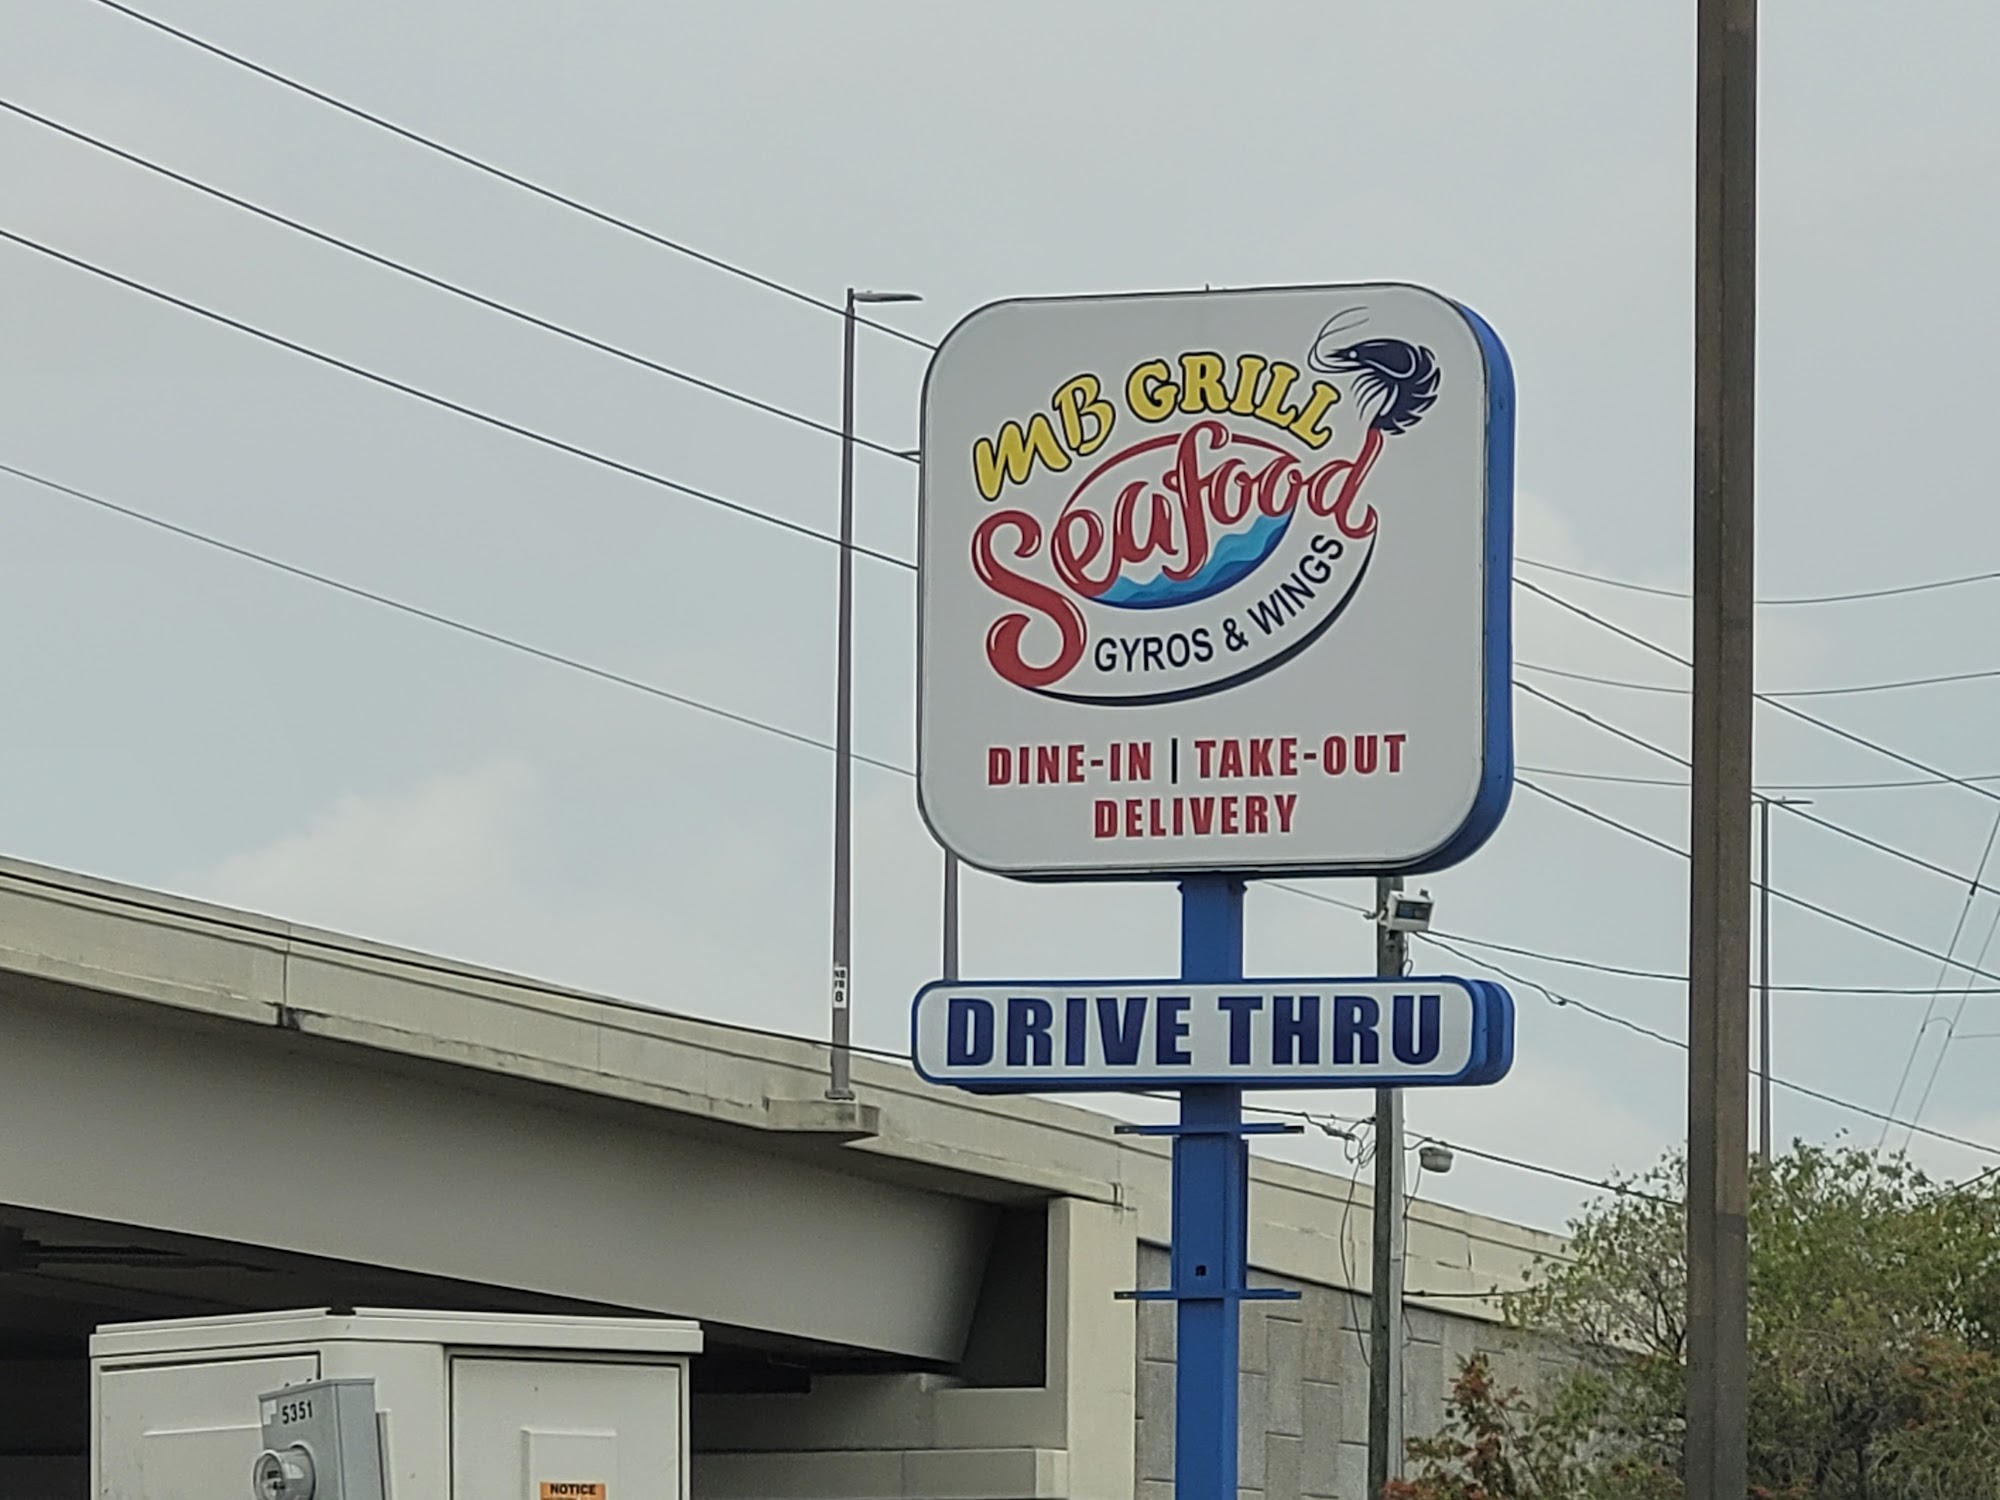 MB GRILL
Seafood
GYROS & WINGS
DINE-IN | TAKE-OUT
DELIVERY
DRIVE THRU
5351
NOTICE